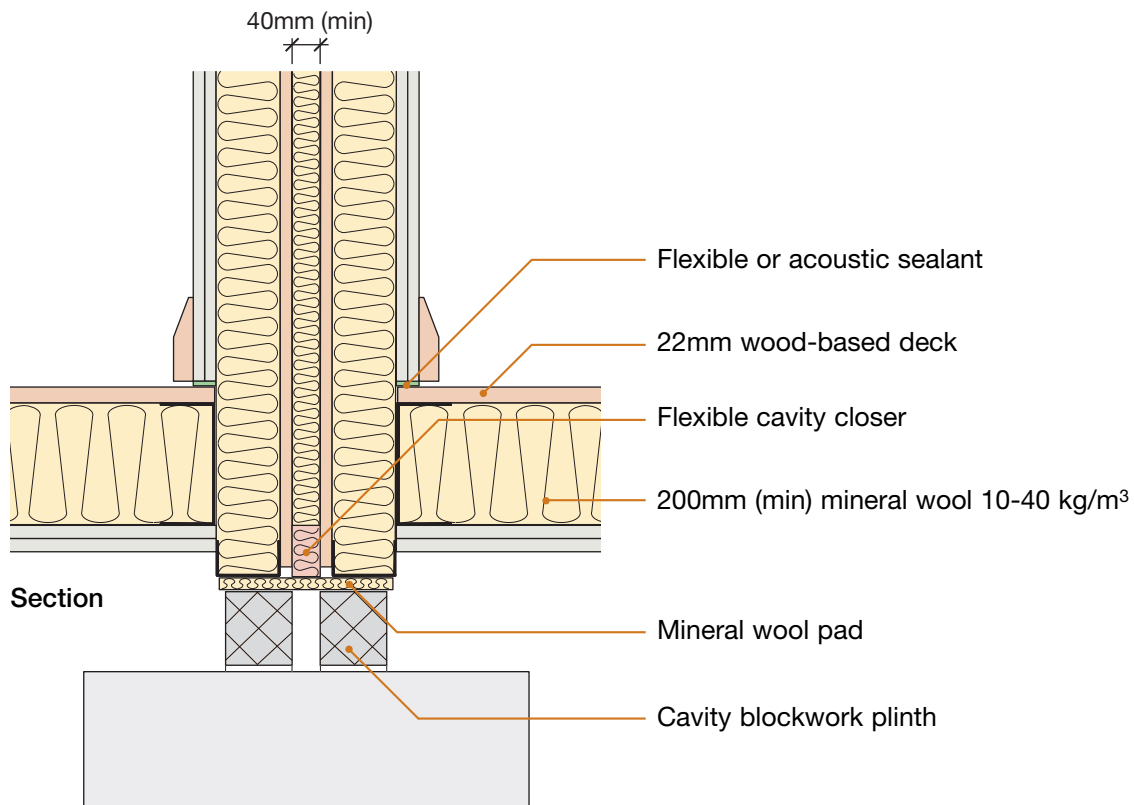 40mm (min)
Flexible or acoustic sealant
22mm wood-based deck
Flexible cavity closer
200mm (min) mineral wool 10-40 kg/m³
Section
Mineral wool pad
Cavity blockwork plinth